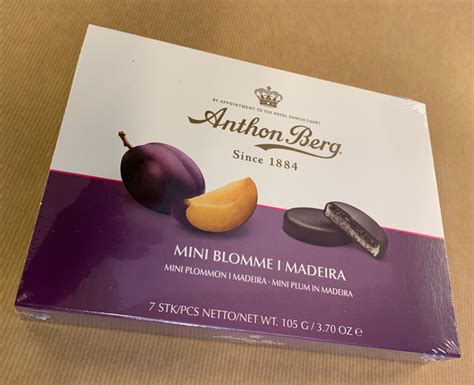 BY APPOINTMENT TO THE ROYAL DANISH COURT
Anthon Berg
Since 1884
MINI BLOMME I MADEIRA
MINI PLOMMON I MADEIRA · MINI PLUM IN MADEIRA
7 STK/PCS NETTO/NET WT. 105 G / 3.70 OZ ℮